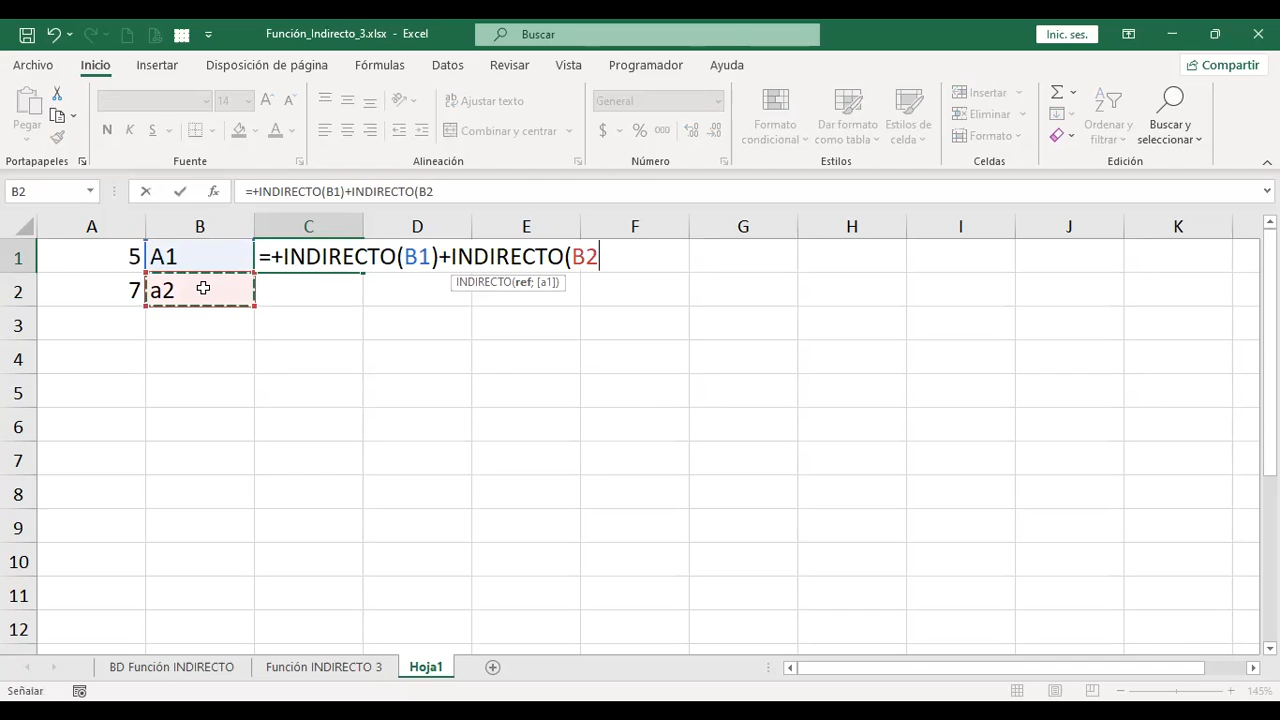 Función_Indirecto_3.xlsx - Excel
Buscar
Inic. ses.
Archivo Inicio Insertar Disposición de página Fórmulas Datos Revisar Vista Programador Ayuda Compartir
Pegar
14 A A
N K S A
Ajustar texto
Combinar y centrar
General
$ % 000
Formato condicional
Dar formato como tabla
Estilos de celda
Insertar
Eliminar
Formato
Ordenar y filtrar
Buscar y seleccionar
Portapapeles Fuente Alineación Número Estilos Celdas Edición
B2 fx =+INDIRECTO(B1)+INDIRECTO(B2
A B C D E F G H I J K
1 5 A1 =+INDIRECTO(B1)+INDIRECTO(B2
INDIRECTO(ref; [a1])
2 7 a2
3
4
5
6
7
8
9
10
11
12
BD Función INDIRECTO Función INDIRECTO 3 Hoja1
Señalar 145%